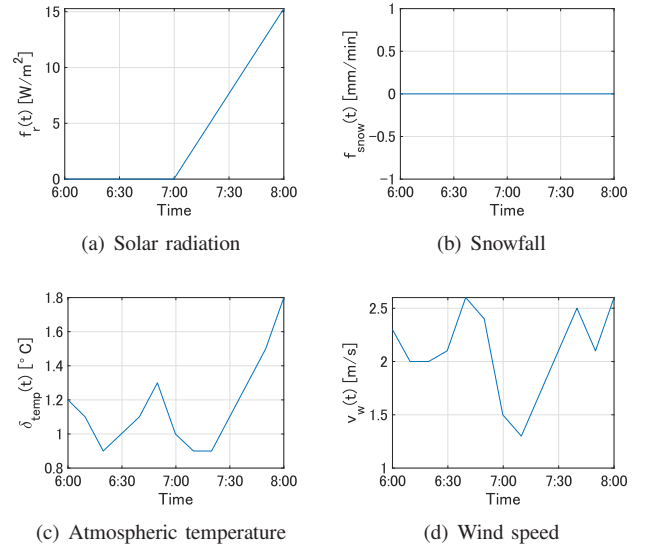 15
10
5
0
f_r(t) [W/m^2]
6:00 6:30 7:00 7:30 8:00
Time
(a) Solar radiation
1
0.5
0
-0.5
-1
f_snow(t) [mm/min]
6:00 6:30 7:00 7:30 8:00
Time
(b) Snowfall
1.8
1.6
1.4
1.2
1
0.8
δ_temp(t) [°C]
6:00 6:30 7:00 7:30 8:00
Time
(c) Atmospheric temperature
2.5
2
1.5
1
v_w(t) [m/s]
6:00 6:30 7:00 7:30 8:00
Time
(d) Wind speed